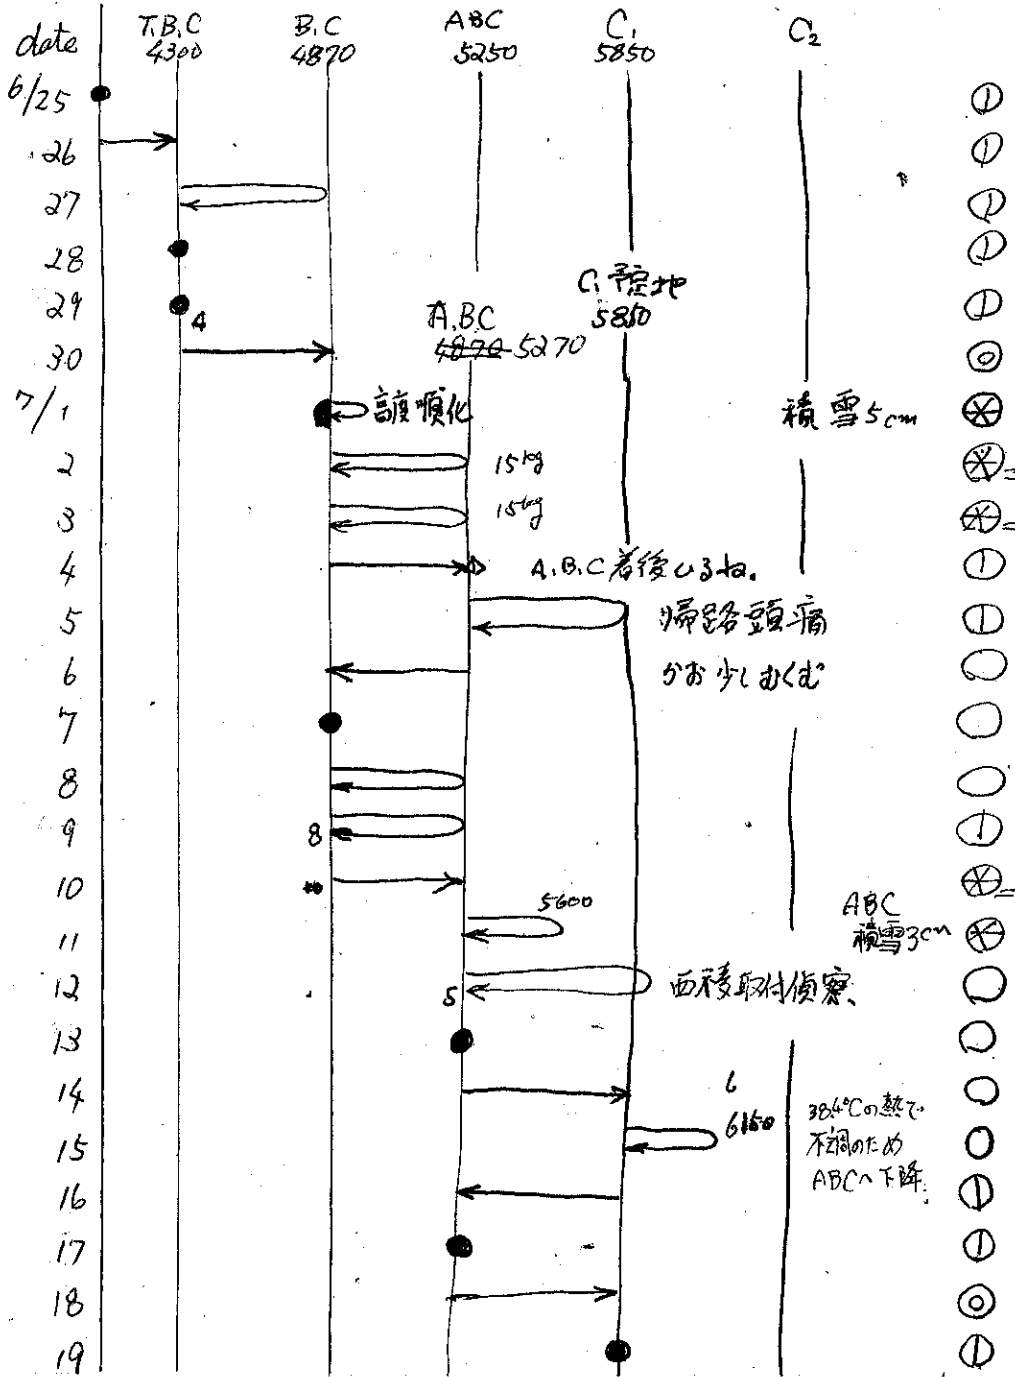 date T.B.C B.C ABC C₁ C₂
4300 4870 5250 5850
6/25
26
27
28
29 4
C₁予定地
5850
A.B.C
30 4870 5270
7/1 高度順化 積雪5cm
2 15kg
3 15kg
4 A.B.C着後ひるね。
5 帰路頭痛
6 かお少しむくむ
7
8
9 8
10
11 5600 ABC
積雪3cm
12 5 西稜取付偵察、
13
14 6
15 6150 38.4°Cの熱で
不調のため
ABCへ下降.
16
17
18
19